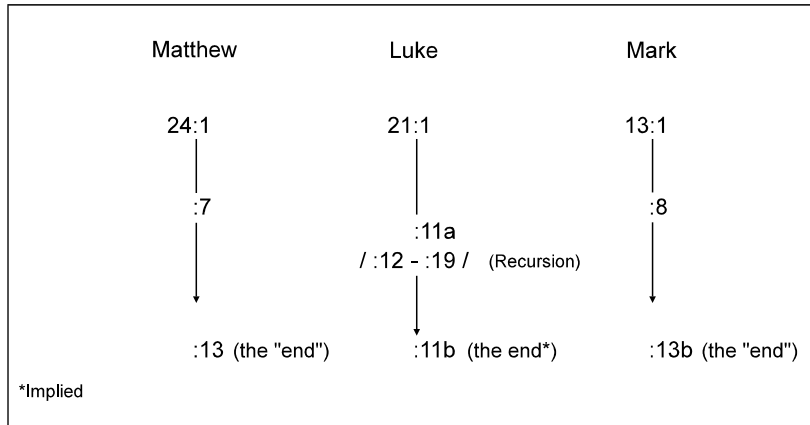 Matthew Luke Mark
24:1 21:1 13:1
:7 :8
:11a
/ :12 - :19 / (Recursion)
:13 (the "end") :11b (the end*) :13b (the "end")
*Implied